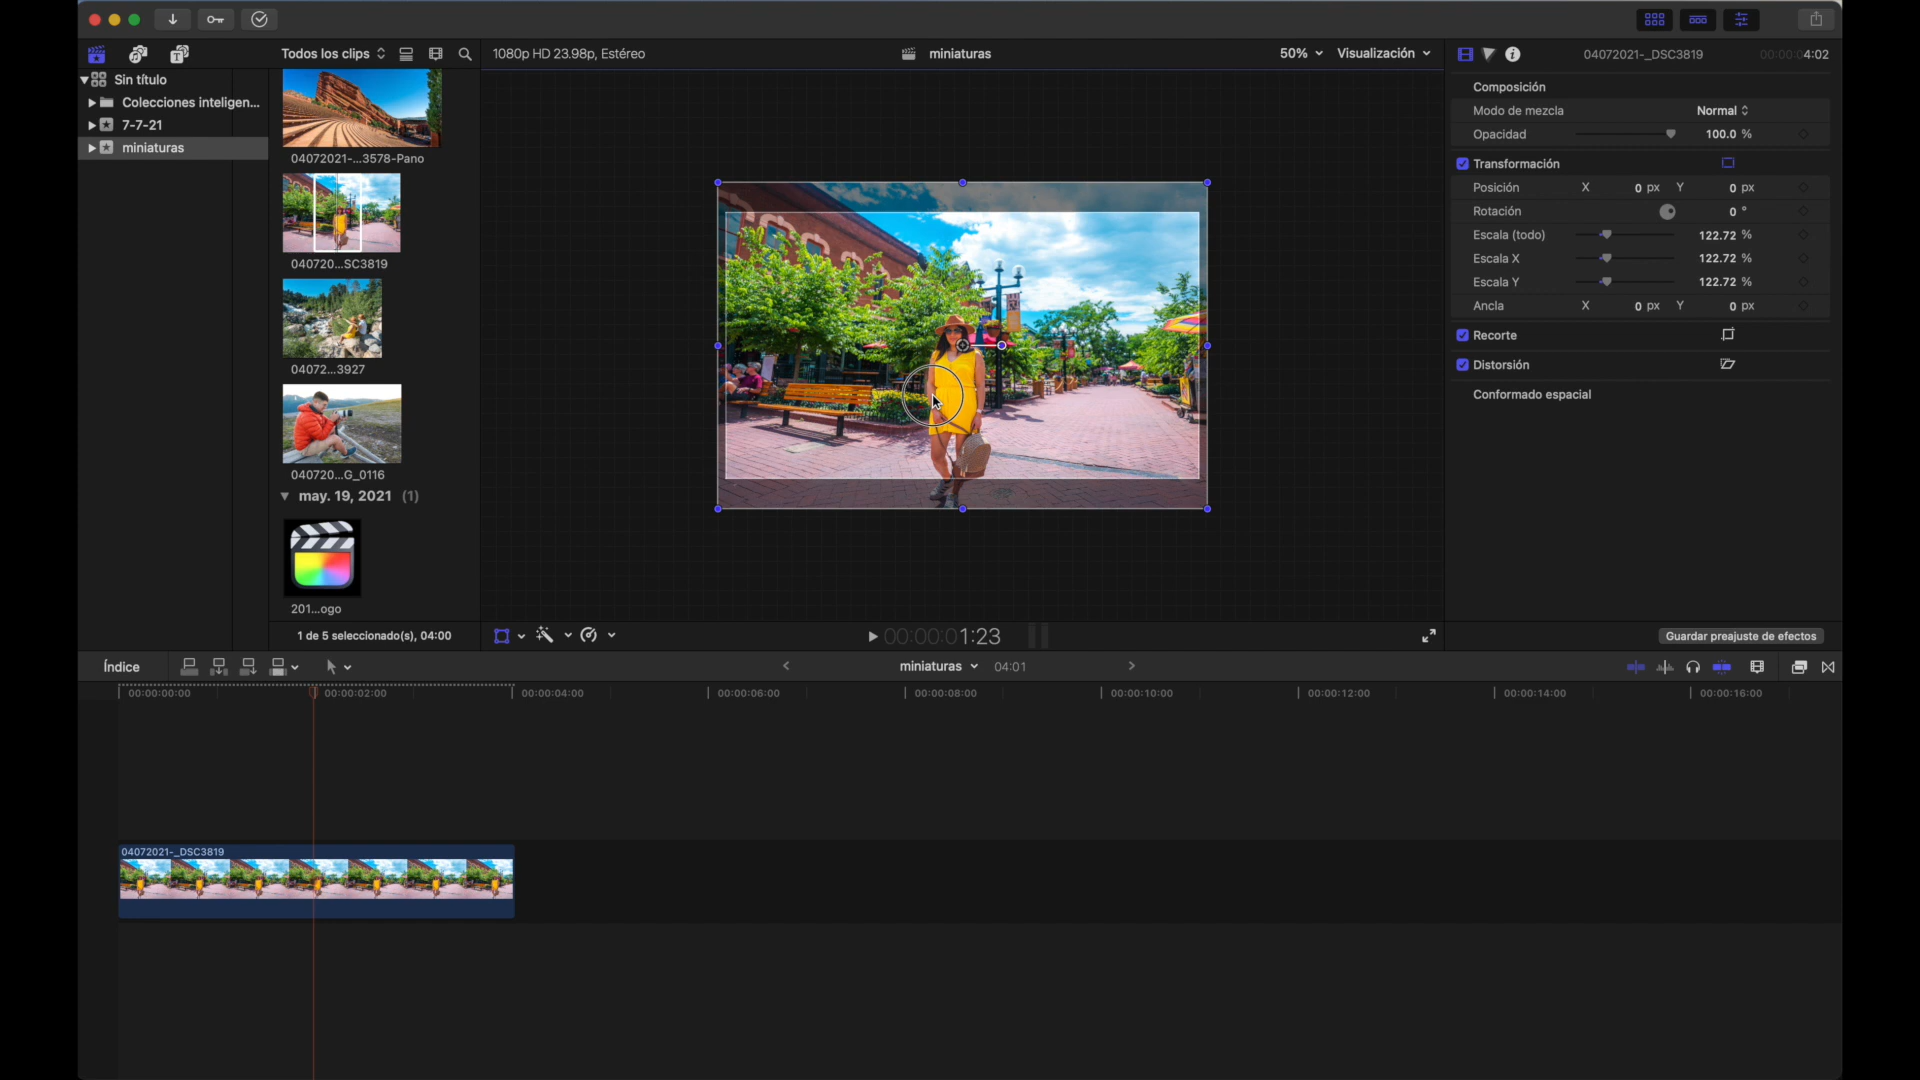 Todos los clips
1080p HD 23.98p, Estéreo
miniaturas
50%
Visualización
04072021-_DSC3819
00:00:04:02
Sin título
Colecciones inteligen...
7-7-21
miniaturas
04072021-...3578-Pano
040720...SC3819
04072...3927
040720...G_0116
may. 19, 2021 (1)
201...ogo
1 de 5 seleccionado(s), 04:00
Composición
Modo de mezcla Normal
Opacidad 100.0 %
Transformación
Posición X 0 px Y 0 px
Rotación 0 °
Escala (todo) 122.72 %
Escala X 122.72 %
Escala Y 122.72 %
Ancla X 0 px Y 0 px
Recorte
Distorsión
Conformado espacial
00:00:01:23
Guardar preajuste de efectos
Índice
miniaturas 04:01
00:00:00:00 00:00:02:00 00:00:04:00 00:00:06:00 00:00:08:00 00:00:10:00 00:00:12:00 00:00:14:00 00:00:16:00
04072021-_DSC3819